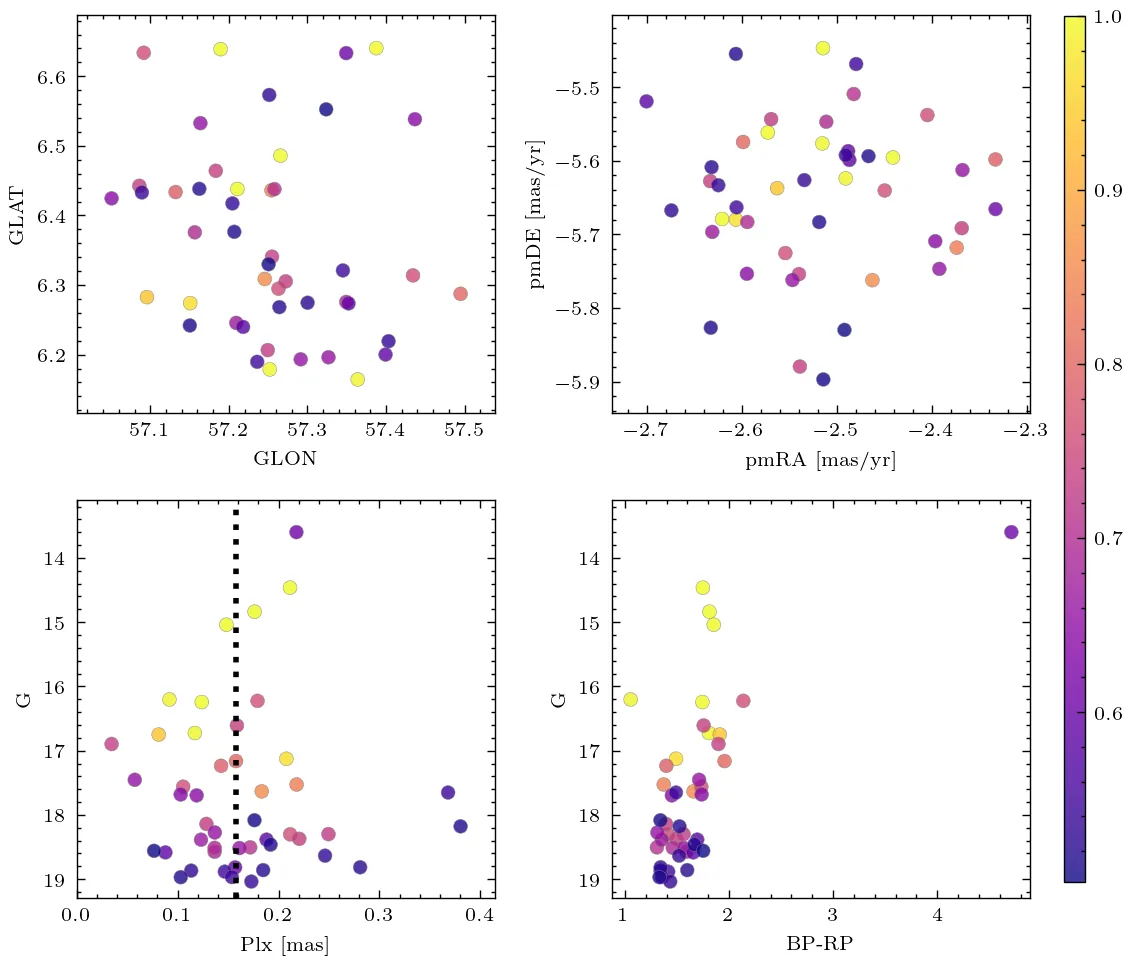 GLAT
6.6
6.5
6.4
6.3
6.2
57.1 57.2 57.3 57.4 57.5
GLON
pmDE [mas/yr]
−5.5
−5.6
−5.7
−5.8
−5.9
−2.7 −2.6 −2.5 −2.4 −2.3
pmRA [mas/yr]
G
14
15
16
17
18
19
0.0 0.1 0.2 0.3 0.4
Plx [mas]
G
14
15
16
17
18
19
1 2 3 4
BP-RP
1.0
0.9
0.8
0.7
0.6